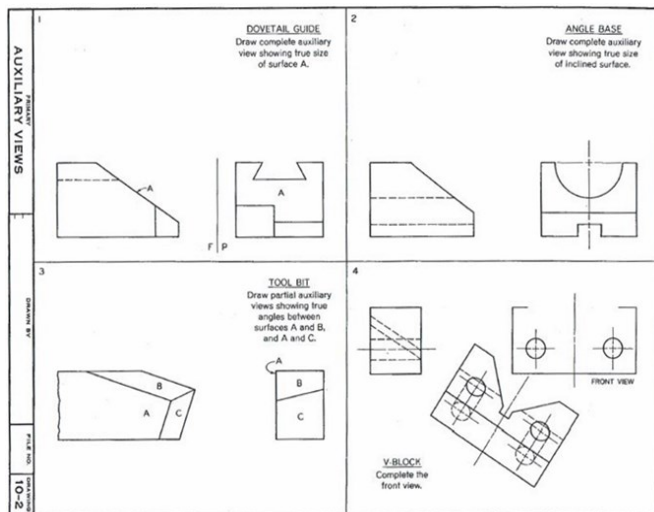 PRIMARY
AUXILIARY VIEWS
DRAWN BY
FILE NO.
DRAWING
10-2
1
DOVETAIL GUIDE
Draw complete auxiliary
view showing true size
of surface A.
A
A
F
P
2
ANGLE BASE
Draw complete auxiliary
view showing true size
of inclined surface.
3
TOOL BIT
Draw partial auxiliary
views showing true
angles between
surfaces A and B,
and A and C.
A
B
A
C
B
C
4
FRONT VIEW
V-BLOCK
Complete the
front view.